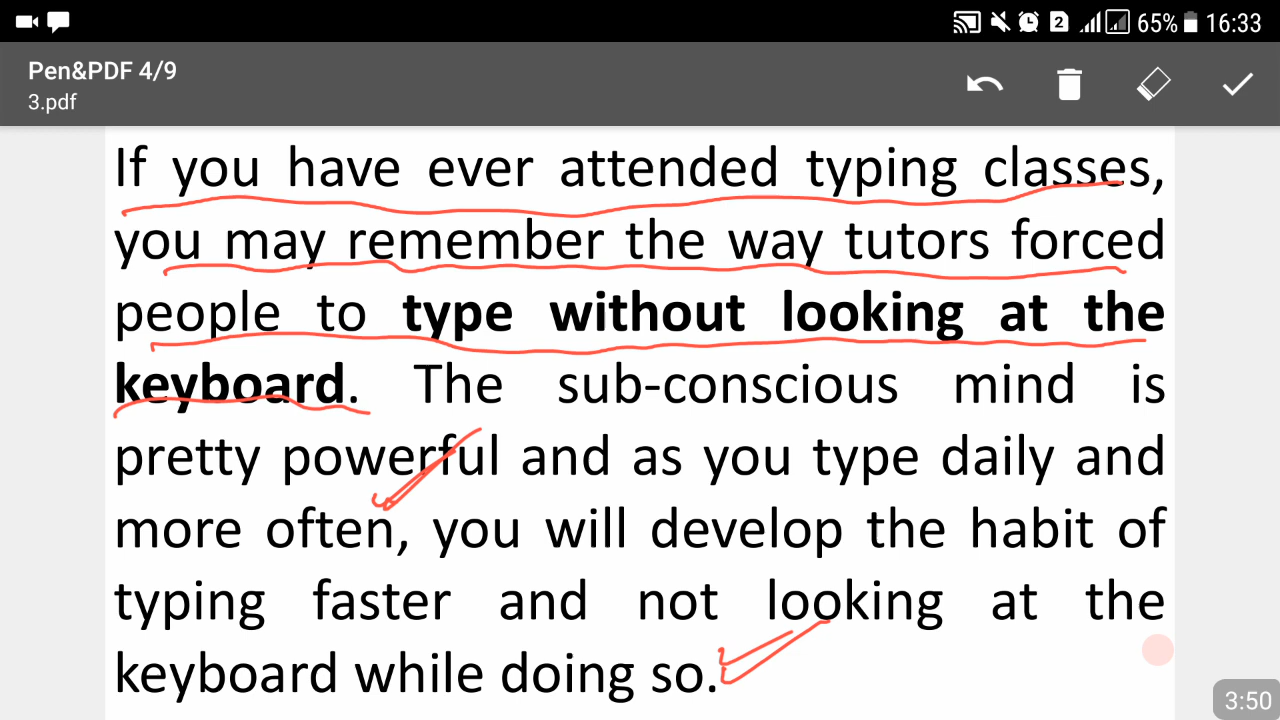 2 65% 16:33
Pen&PDF 4/9
3.pdf
If you have ever attended typing classes,
you may remember the way tutors forced
people to type without looking at the
keyboard. The sub-conscious mind is
pretty powerful and as you type daily and
more often, you will develop the habit of
typing faster and not looking at the
keyboard while doing so.
3:50